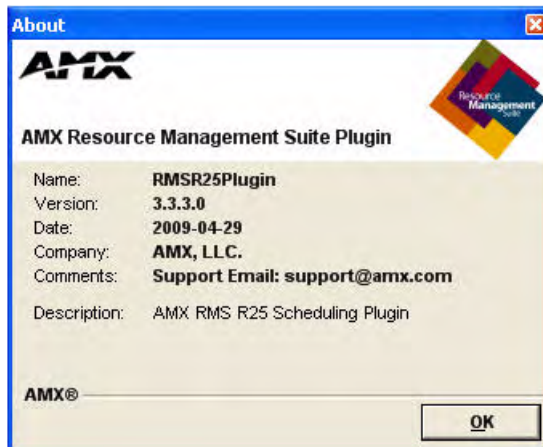 About
AMX
Resource
Management
Suite
AMX Resource Management Suite Plugin
Name: RMSR25Plugin
Version: 3.3.3.0
Date: 2009-04-29
Company: AMX, LLC.
Comments: Support Email: support@amx.com
Description: AMX RMS R25 Scheduling Plugin
AMX®
OK